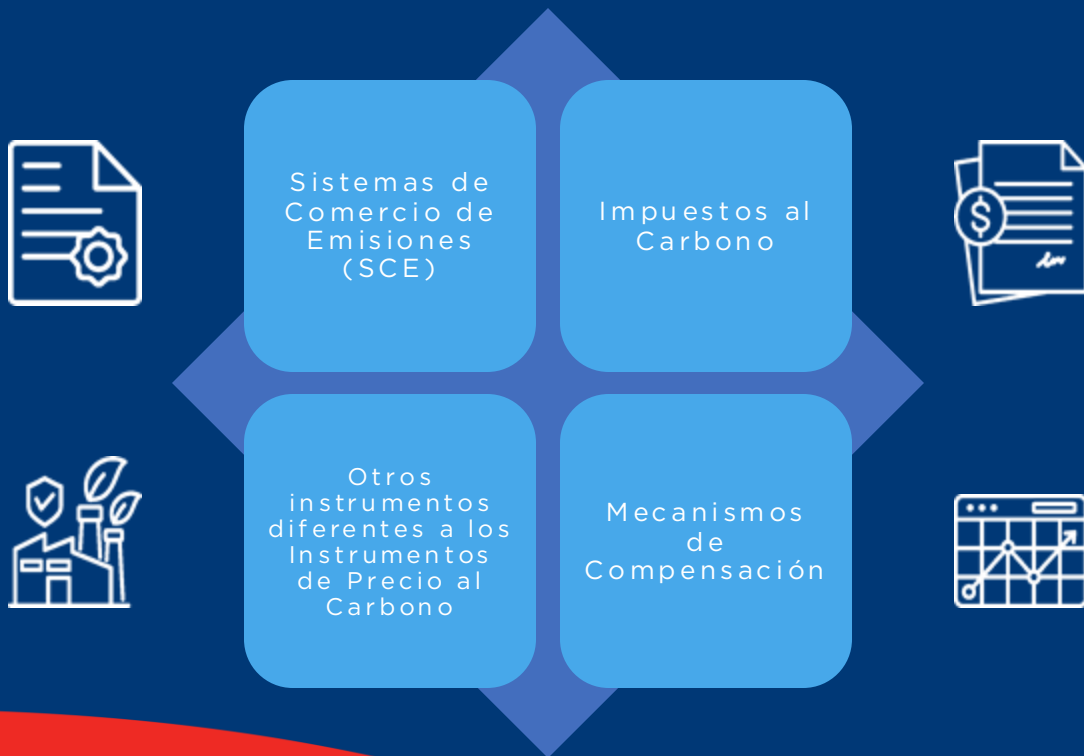 Sistemas de
Comercio de
Emisiones
(SCE)
Impuestos al
Carbono
Otros
instrumentos
diferentes a los
Instrumentos
de Precio al
Carbono
Mecanismos
de
Compensación
$